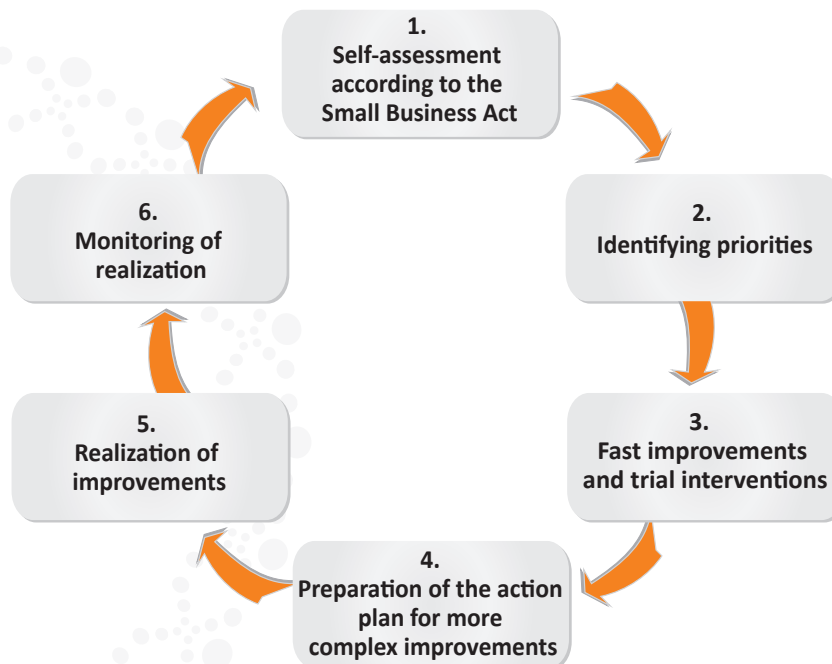 1.
Self-assessment
according to the
Small Business Act
2.
Identifying priorities
3.
Fast improvements
and trial interventions
4.
Preparation of the action
plan for more
complex improvements
5.
Realization of
improvements
6.
Monitoring of
realization